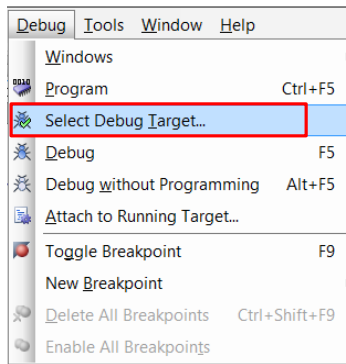 Debug Tools Window Help
Windows
Program Ctrl+F5
Select Debug Target...
Debug F5
Debug without Programming Alt+F5
Attach to Running Target...
Toggle Breakpoint F9
New Breakpoint
Delete All Breakpoints Ctrl+Shift+F9
Enable All Breakpoints